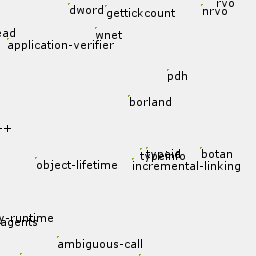 rvo
dword
gettickcount
nrvo
ead
wnet
application-verifier
pdh
borland
++
typeid
typeinfo
botan
object-lifetime
incremental-linking
v-runtime
agents
ambiguous-call